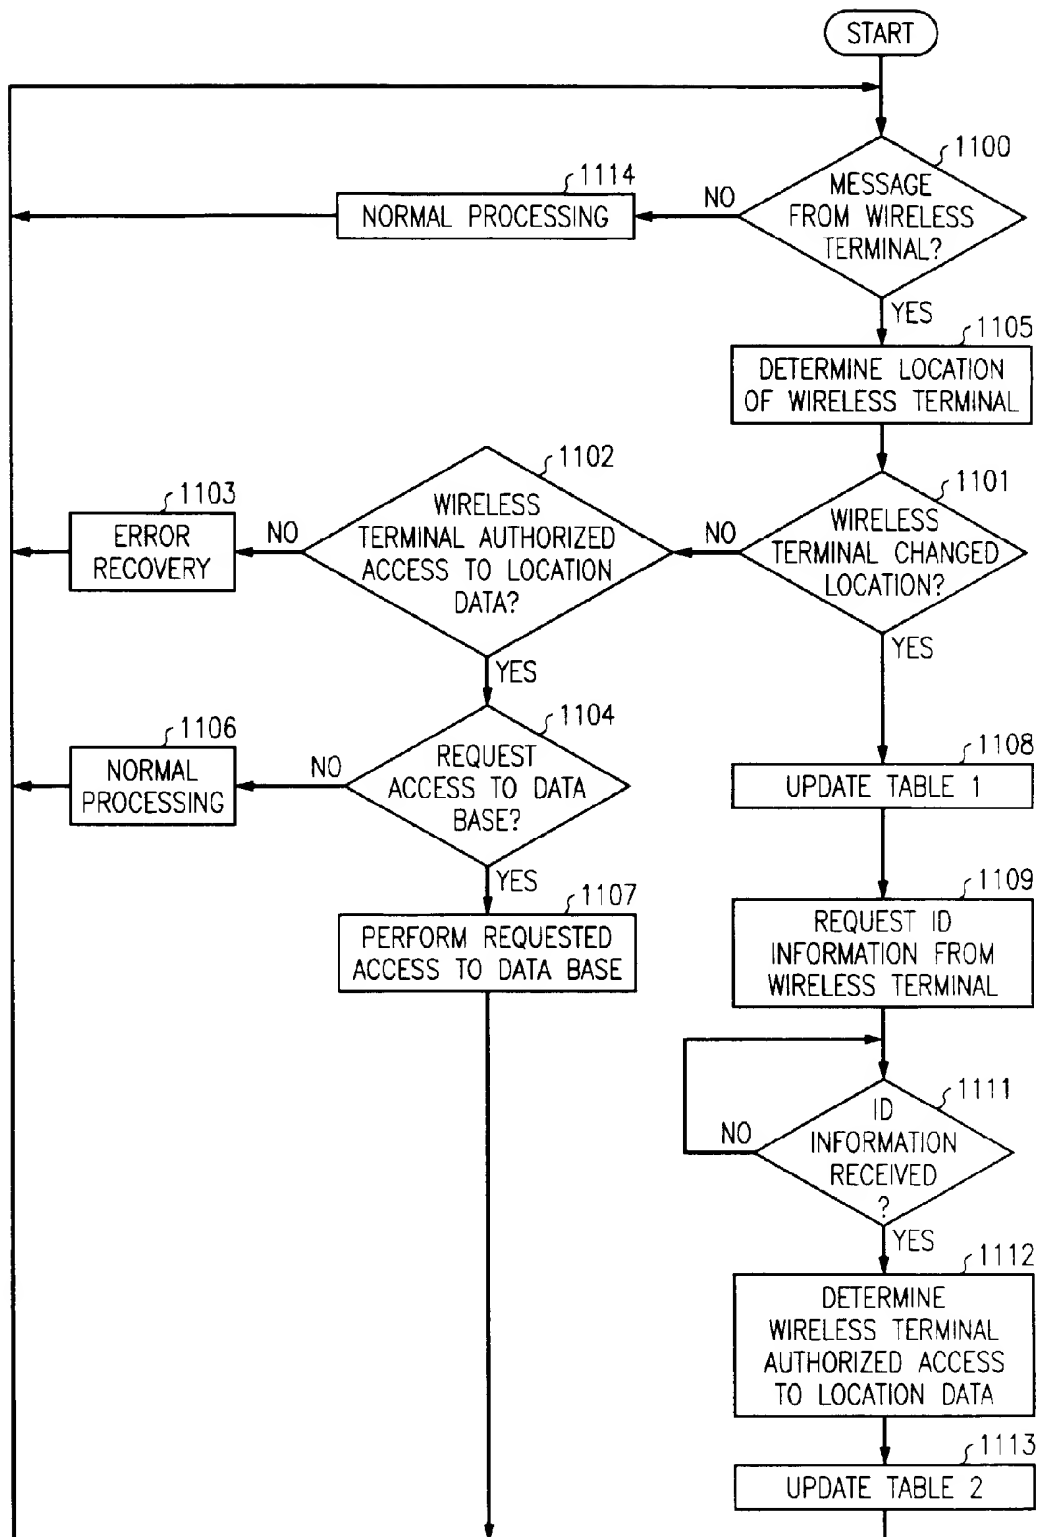 START
1100
MESSAGE
FROM WIRELESS
TERMINAL?
NO
1114
NORMAL PROCESSING
YES
1105
DETERMINE LOCATION
OF WIRELESS TERMINAL
1101
WIRELESS
TERMINAL CHANGED
LOCATION?
NO
1102
WIRELESS
TERMINAL AUTHORIZED
ACCESS TO LOCATION
DATA?
NO
1103
ERROR
RECOVERY
YES
1104
REQUEST
ACCESS TO DATA
BASE?
NO
1106
NORMAL
PROCESSING
YES
1107
PERFORM REQUESTED
ACCESS TO DATA BASE
YES
1108
UPDATE TABLE 1
1109
REQUEST ID
INFORMATION FROM
WIRELESS TERMINAL
1111
ID
INFORMATION
RECEIVED
?
NO
YES
1112
DETERMINE
WIRELESS TERMINAL
AUTHORIZED ACCESS
TO LOCATION DATA
1113
UPDATE TABLE 2